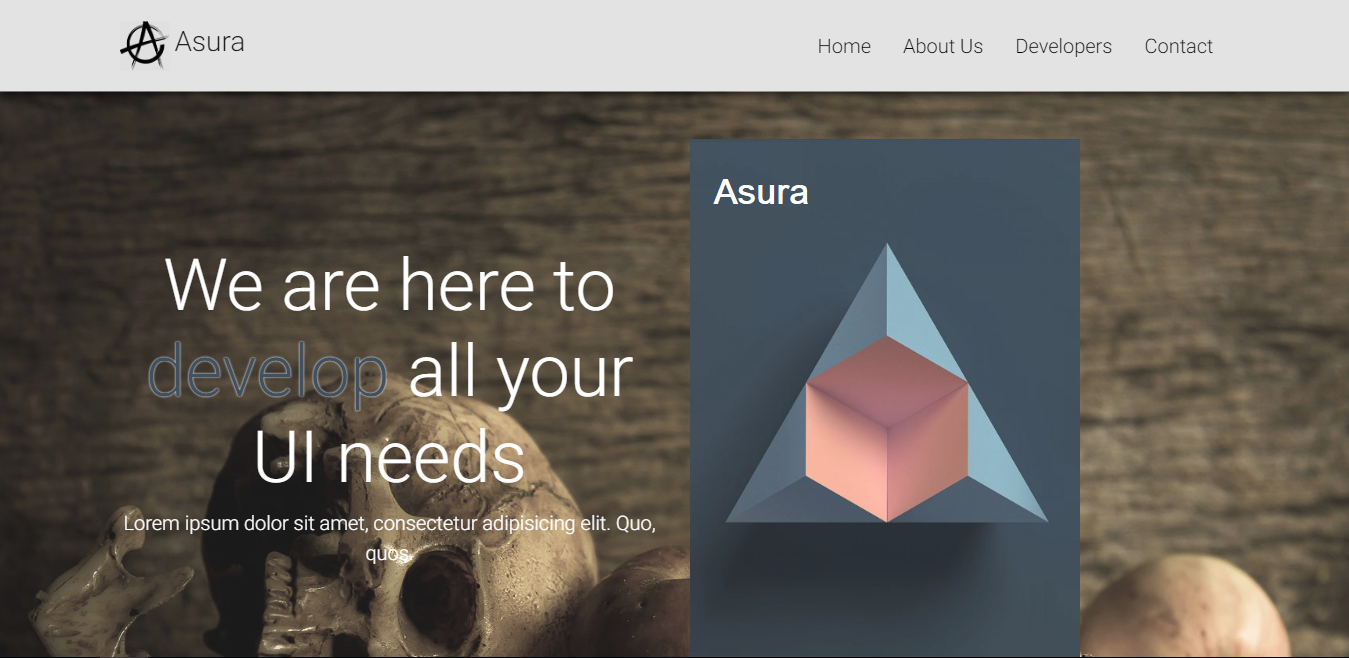 Asura
Home About Us Developers Contact
Asura
We are here to
develop all your
UI needs
Lorem ipsum dolor sit amet, consectetur adipisicing elit. Quo,
quos.